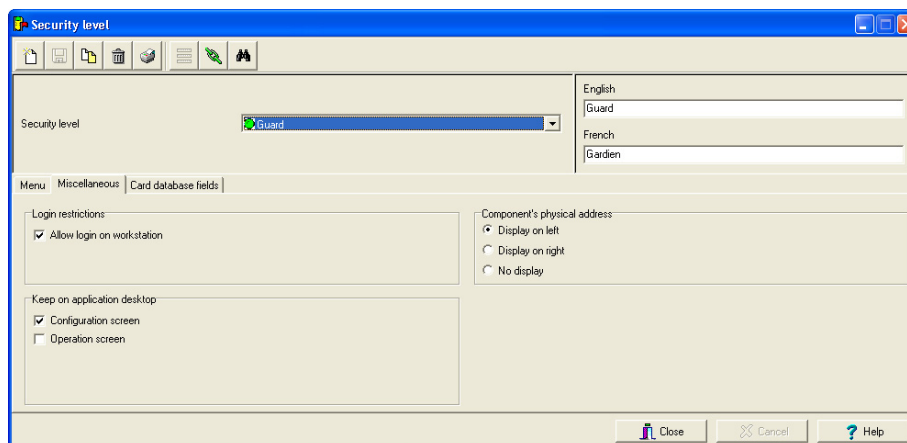 Security level
English
Guard
Security level
Guard
French
Gardien
Menu
Miscellaneous
Card database fields
Login restrictions
Allow login on workstation
Component's physical address
Display on left
Display on right
No display
Keep on application desktop
Configuration screen
Operation screen
Close
Cancel
Help